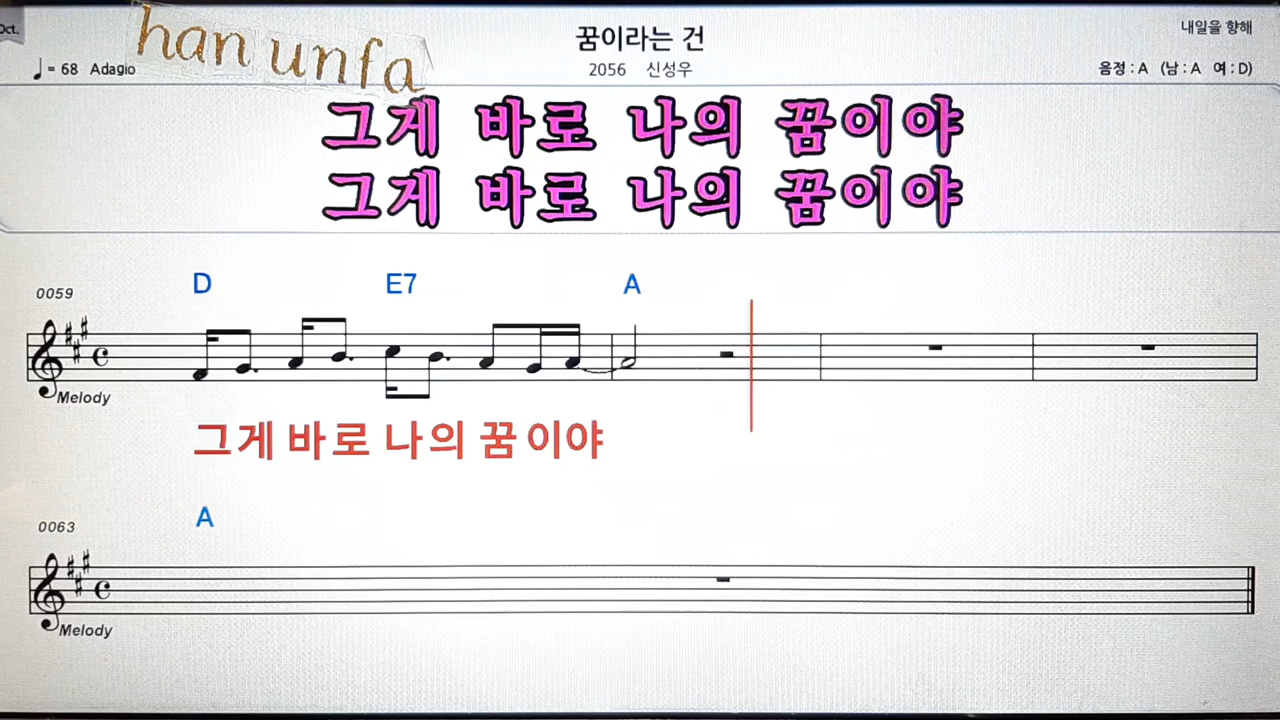 Oct.
han unfa
꿈이라는 건
내일을 향해
♩= 68 Adagio
2056 신성우
음정 : A (남 : A 여 : D)
그게 바로 나의 꿈이야
그게 바로 나의 꿈이야
D E7 A
0059
Melody
그게 바로 나의 꿈 이야
A
0063
Melody